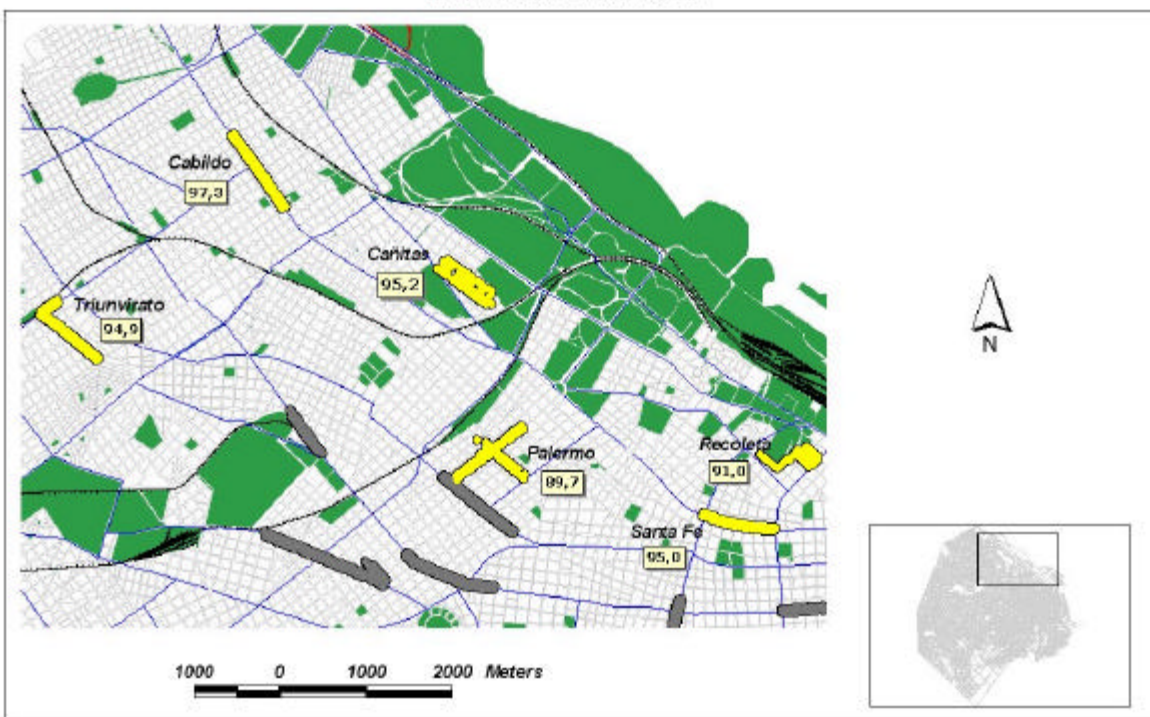 Cabildo
97,3
Cañitas
95,2
Triunvirato
94,9
Palermo
89,7
Recoleta
91,0
Santa Fe
95,0
N
1000 0 1000 2000 Meters